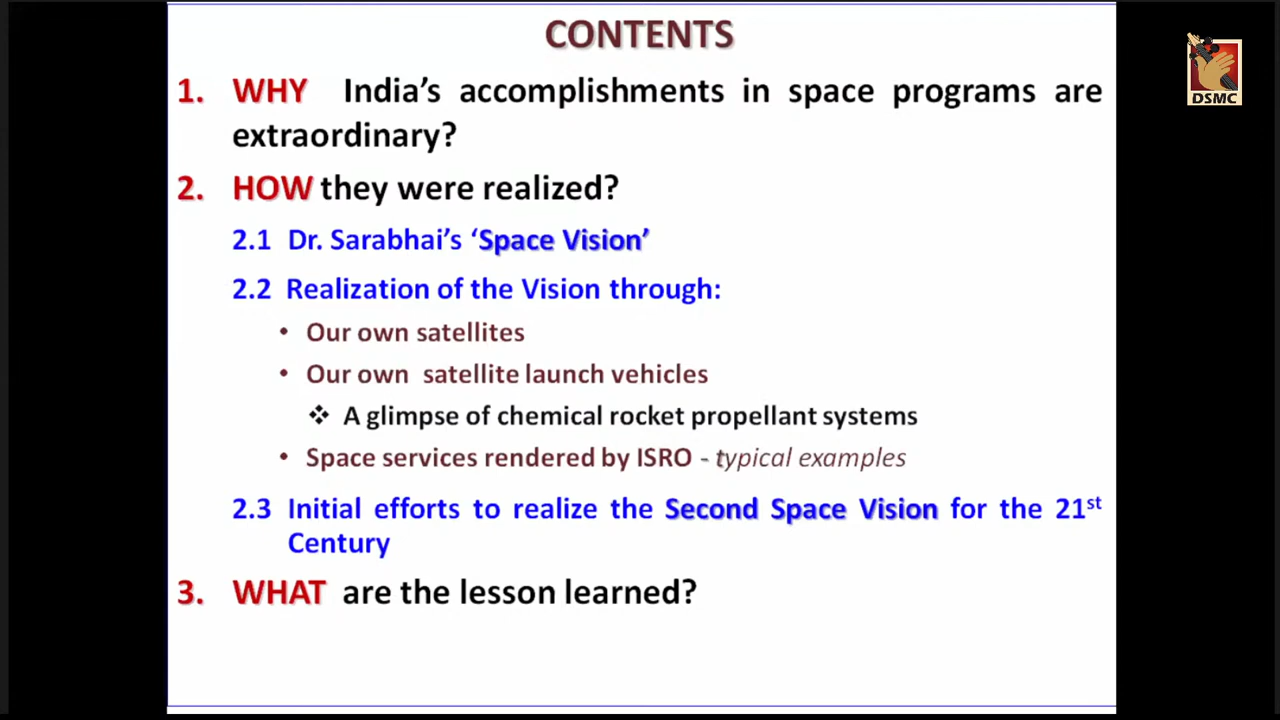 CONTENTS
DSMC
1. WHY India's accomplishments in space programs are
extraordinary?
2. HOW they were realized?
2.1 Dr. Sarabhai's ‘Space Vision’
2.2 Realization of the Vision through:
• Our own satellites
• Our own satellite launch vehicles
❖ A glimpse of chemical rocket propellant systems
• Space services rendered by ISRO - typical examples
2.3 Initial efforts to realize the Second Space Vision for the 21st
Century
3. WHAT are the lesson learned?